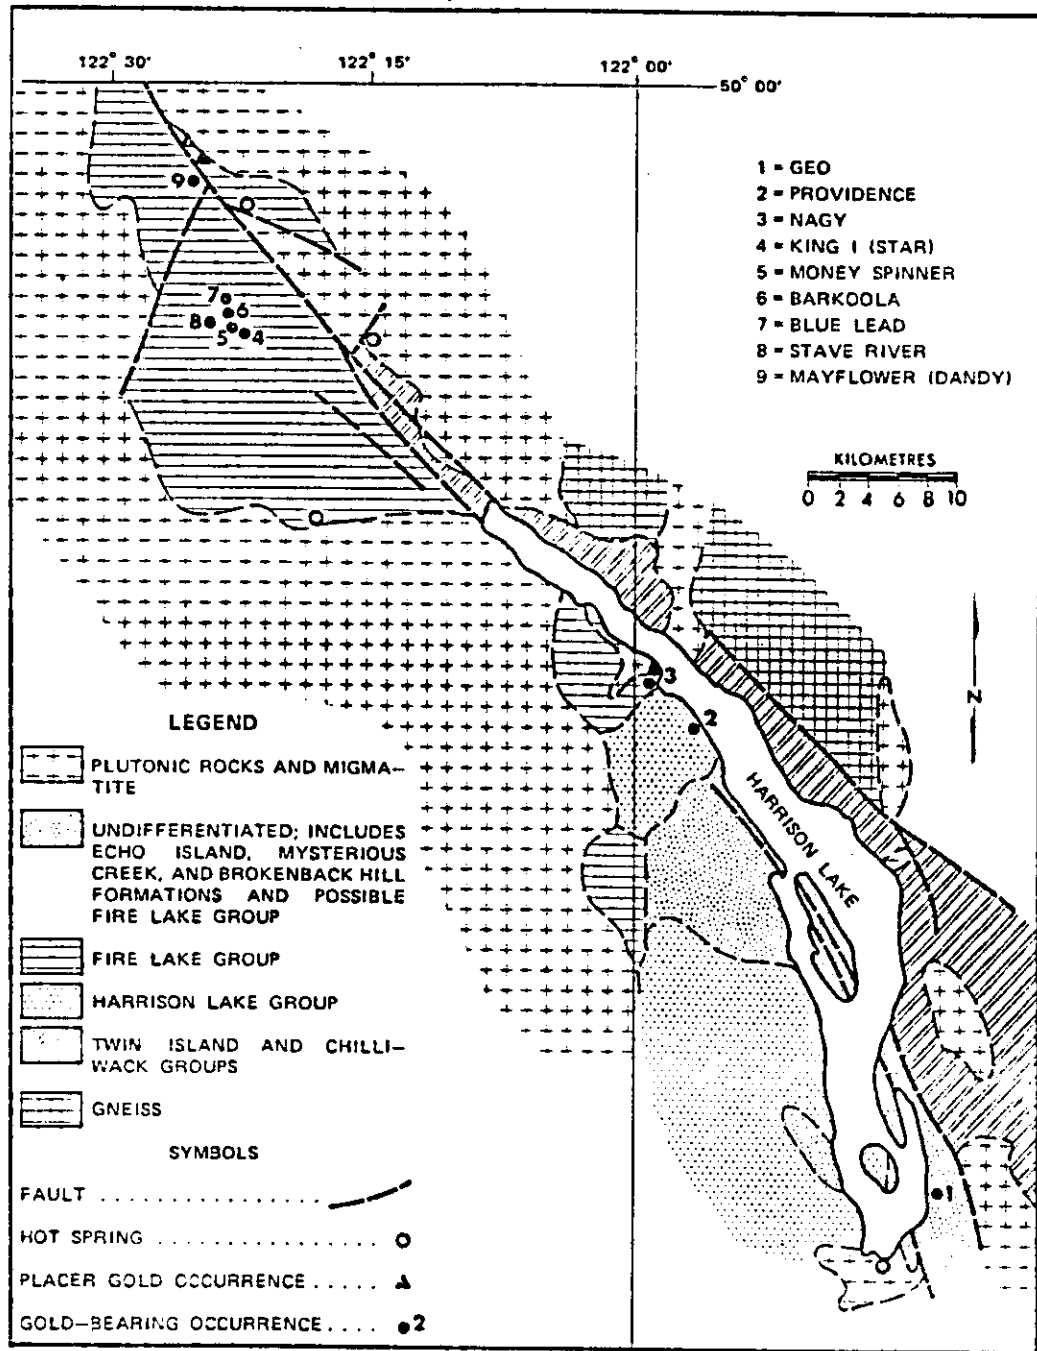 122° 30'
122° 15'
122° 00'
50° 00'
1 = GEO
2 = PROVIDENCE
3 = NAGY
4 = KING I (STAR)
5 = MONEY SPINNER
6 = BARKOOLA
7 = BLUE LEAD
8 = STAVE RIVER
9 = MAYFLOWER (DANDY)
KILOMETRES
0 2 4 6 8 10
9
7
6
8
5
4
3
2
N
HARRISON LAKE
1
LEGEND
PLUTONIC ROCKS AND MIGMA-
TITE
UNDIFFERENTIATED; INCLUDES
ECHO ISLAND, MYSTERIOUS
CREEK, AND BROKENBACK HILL
FORMATIONS AND POSSIBLE
FIRE LAKE GROUP
FIRE LAKE GROUP
HARRISON LAKE GROUP
TWIN ISLAND AND CHILLI-
WACK GROUPS
GNEISS
SYMBOLS
FAULT
HOT SPRING
PLACER GOLD OCCURRENCE
GOLD-BEARING OCCURRENCE .... 2